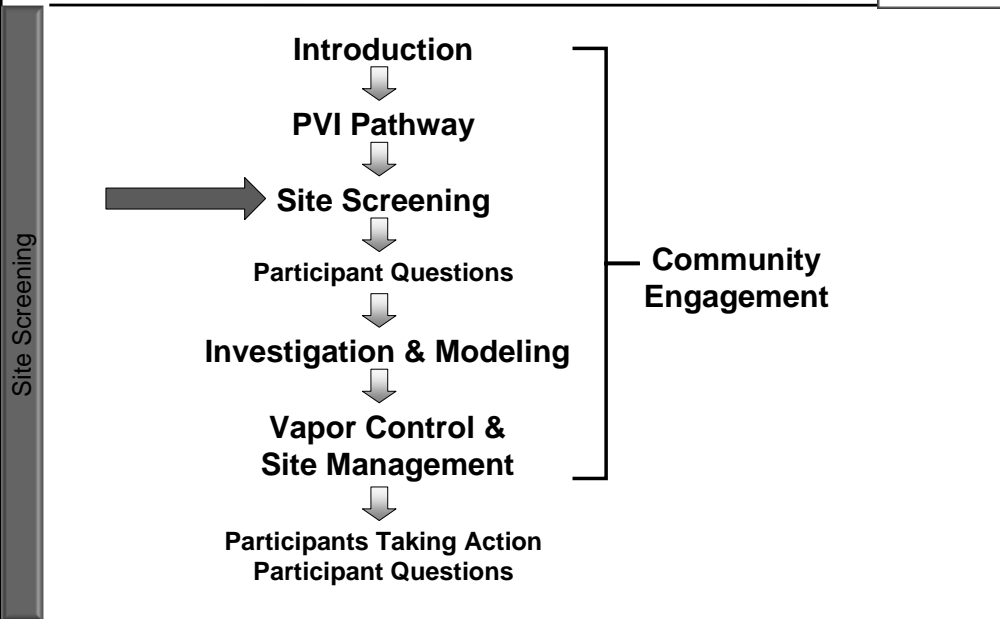 Site Screening
Introduction
PVI Pathway
Site Screening
Participant Questions
Investigation & Modeling
Vapor Control &
Site Management
Participants Taking Action
Participant Questions
Community
Engagement